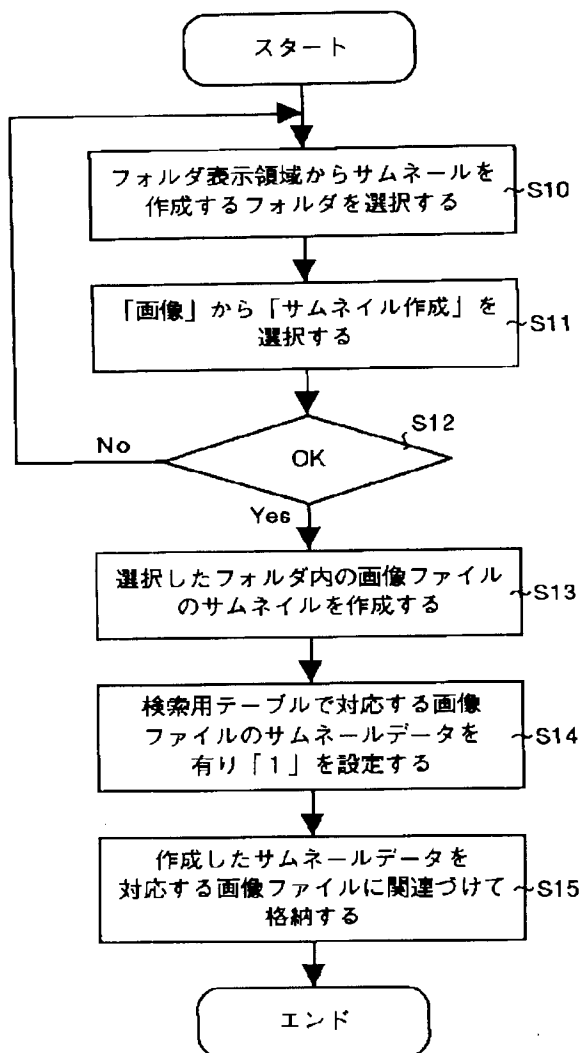 スタート
フォルダ表示領域からサムネールを
作成するフォルダを選択する
~S10
「画像」から「サムネイル作成」を
選択する
~S11
S12
No
OK
Yes
選択したフォルダ内の画像ファイル
のサムネイルを作成する
~S13
検索用テーブルで対応する画像
ファイルのサムネールデータを
有り「1」を設定する
~S14
作成したサムネールデータを
対応する画像ファイルに関連づけて
格納する
~S15
エンド